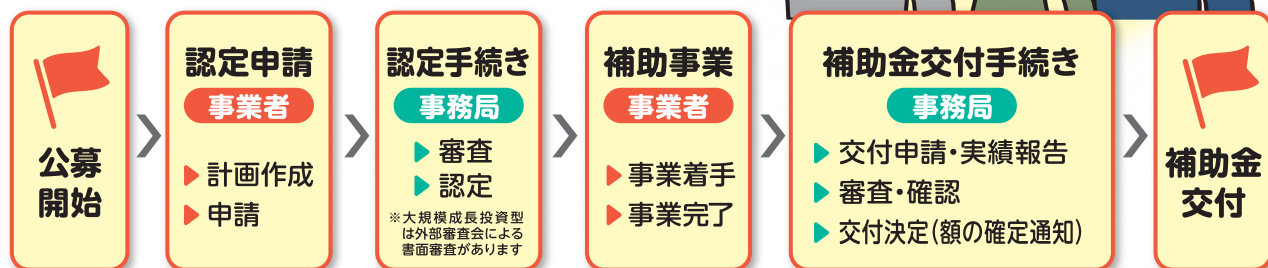 公募
開始
認定申請
事業者
計画作成
申請
認定手続き
事務局
審査
認定
※大規模成長投資型
は外部審査会による
書面審査があります
補助事業
事業者
事業着手
事業完了
補助金交付手続き
事務局
交付申請・実績報告
審査・確認
交付決定（額の確定通知）
補助金
交付